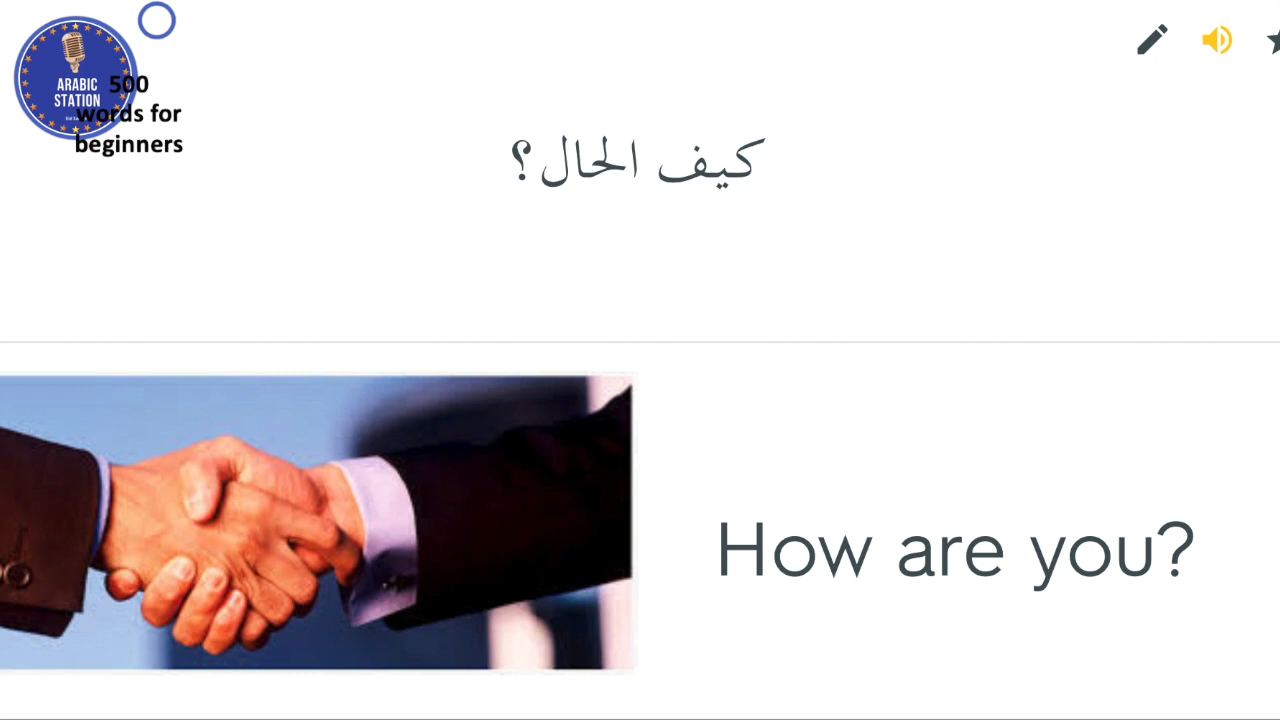 ARABIC
STATION
500
words for
beginners
كيف الحال؟
How are you?